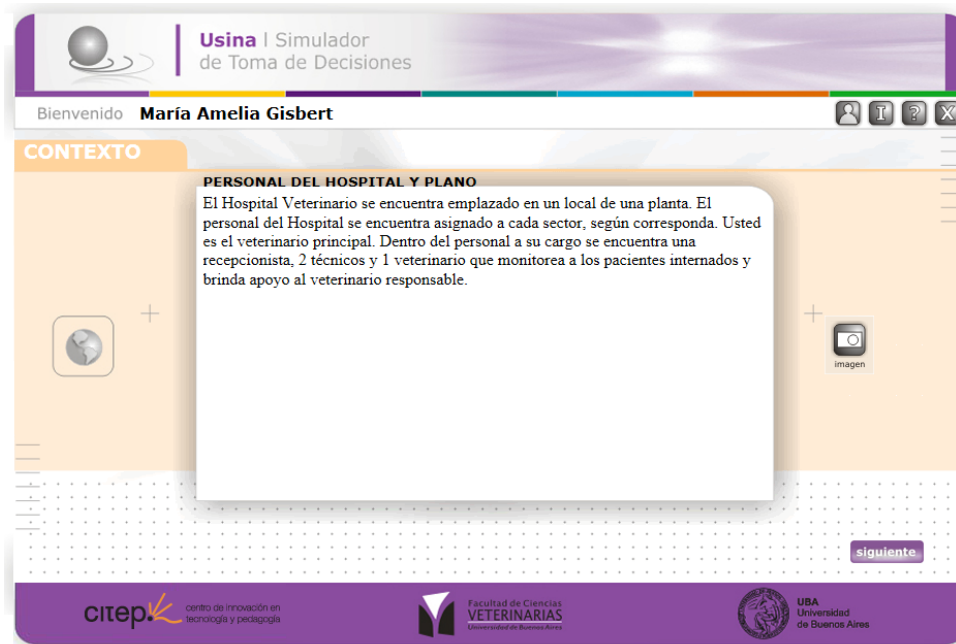 Usina | Simulador
de Toma de Decisiones
Bienvenido María Amelia Gisbert
I ? X
CONTEXTO
PERSONAL DEL HOSPITAL Y PLANO
El Hospital Veterinario se encuentra emplazado en un local de una planta. El
personal del Hospital se encuentra asignado a cada sector, según corresponda. Usted
es el veterinario principal. Dentro del personal a su cargo se encuentra una
recepcionista, 2 técnicos y 1 veterinario que monitorea a los pacientes internados y
brinda apoyo al veterinario responsable.
imagen
siguiente
citep.
centro de innovación en
tecnología y pedagogía
Facultad de Ciencias
VETERINARIAS
Universidad de Buenos Aires
UBA
Universidad
de Buenos Aires